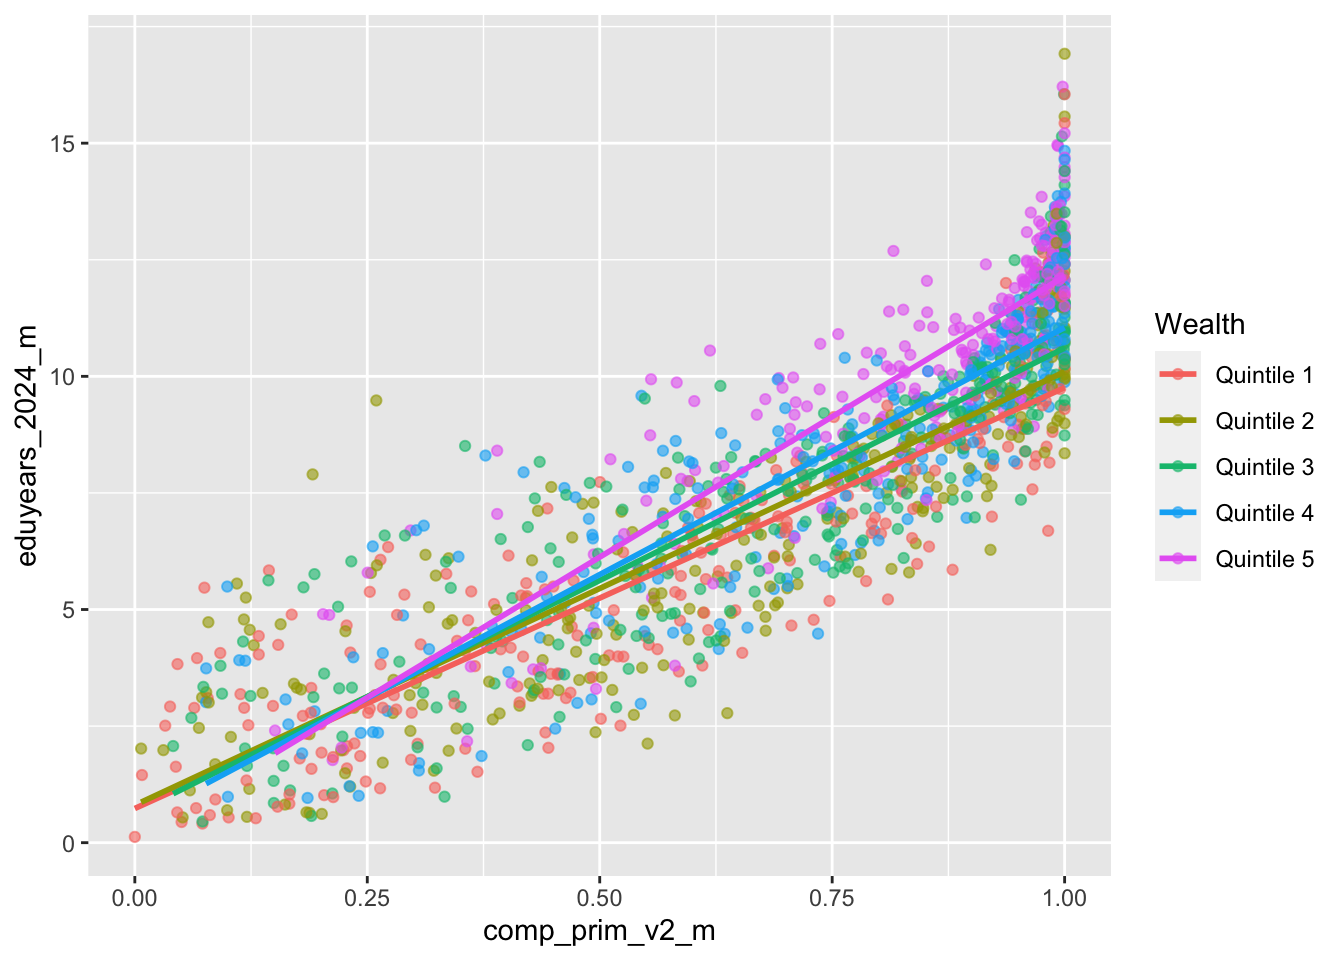 15
10
5
0
eduyears_2024_m
0.00 0.25 0.50 0.75 1.00
comp_prim_v2_m
Wealth
Quintile 1
Quintile 2
Quintile 3
Quintile 4
Quintile 5